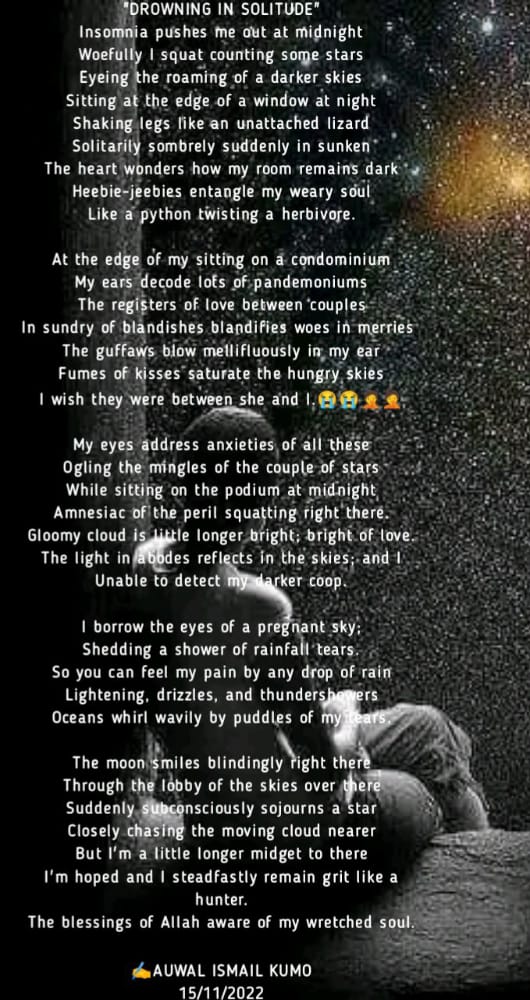 "DROWNING IN SOLITUDE"
Insomnia pushes me out at midnight
Woefully I squat counting some stars
Eyeing the roaming of a darker skies
Sitting at the edge of a window at night
Shaking legs like an unattached lizard
Solitarily sombrely suddenly in sunken
The heart wonders how my room remains dark
Heebie-jeebies entangle my weary soul
Like a python twisting a herbivore.
At the edge of my sitting on a condominium
My ears decode lots of pandemoniums
The registers of love between couples
In sundry of blandishes blandifies woes in merries
The guffaws blow mellifluously in my ear
Fumes of kisses saturate the hungry skies
I wish they were between she and I.😭😭🤦🤦
My eyes address anxieties of all these
Ogling the mingles of the couple of stars
While sitting on the podium at midnight
Amnesiac of the peril squatting right there.
Gloomy cloud is little longer bright; bright of love.
The light in abodes reflects in the skies; and I
Unable to detect my darker coop.
I borrow the eyes of a pregnant sky;
Shedding a shower of rainfall tears.
So you can feel my pain by any drop of rain
Lightening, drizzles, and thundershowers
Oceans whirl wavily by puddles of my tears.
The moon smiles blindingly right there
Through the lobby of the skies over there
Suddenly subconsciously sojourns a star
Closely chasing the moving cloud nearer
But I'm a little longer midget to there
I'm hoped and I steadfastly remain grit like a
hunter.
The blessings of Allah aware of my wretched soul.
✍️AUWAL ISMAIL KUMO
15/11/2022